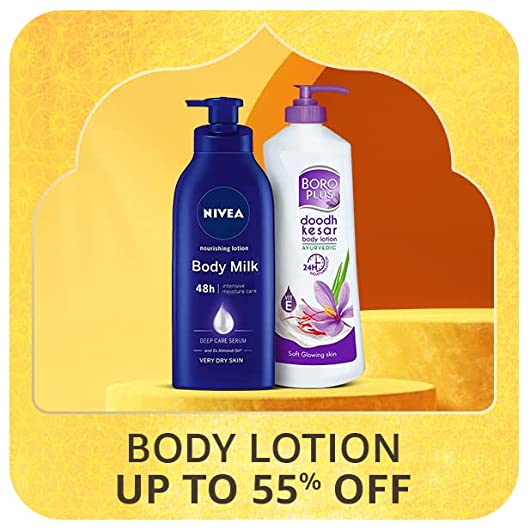 NIVEA
nourishing lotion
Body Milk
48h intensive
moisture care
DEEP CARE SERUM
VERY DRY SKIN
BORO
PLUS
doodh
kesar
body lotion
AYURVEDIC
24H
VIT
E
Soft Glowing skin
BODY LOTION
UP TO 55% OFF